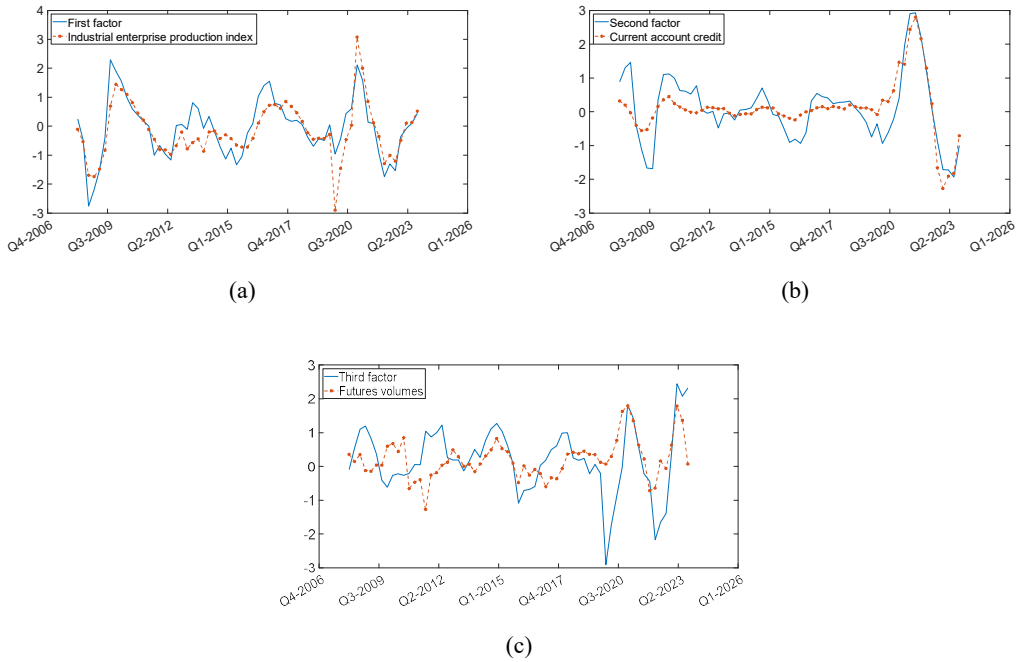 First factor
Industrial enterprise production index
4
3
2
1
0
-1
-2
-3
Q4-2006
Q3-2009
Q2-2012
Q1-2015
Q4-2017
Q3-2020
Q2-2023
Q1-2026
(a)
Second factor
Current account credit
3
2
1
0
-1
-2
-3
Q4-2006
Q3-2009
Q2-2012
Q1-2015
Q4-2017
Q3-2020
Q2-2023
Q1-2026
(b)
Third factor
Futures volumes
3
2
1
0
-1
-2
-3
Q4-2006
Q3-2009
Q2-2012
Q1-2015
Q4-2017
Q3-2020
Q2-2023
Q1-2026
(c)